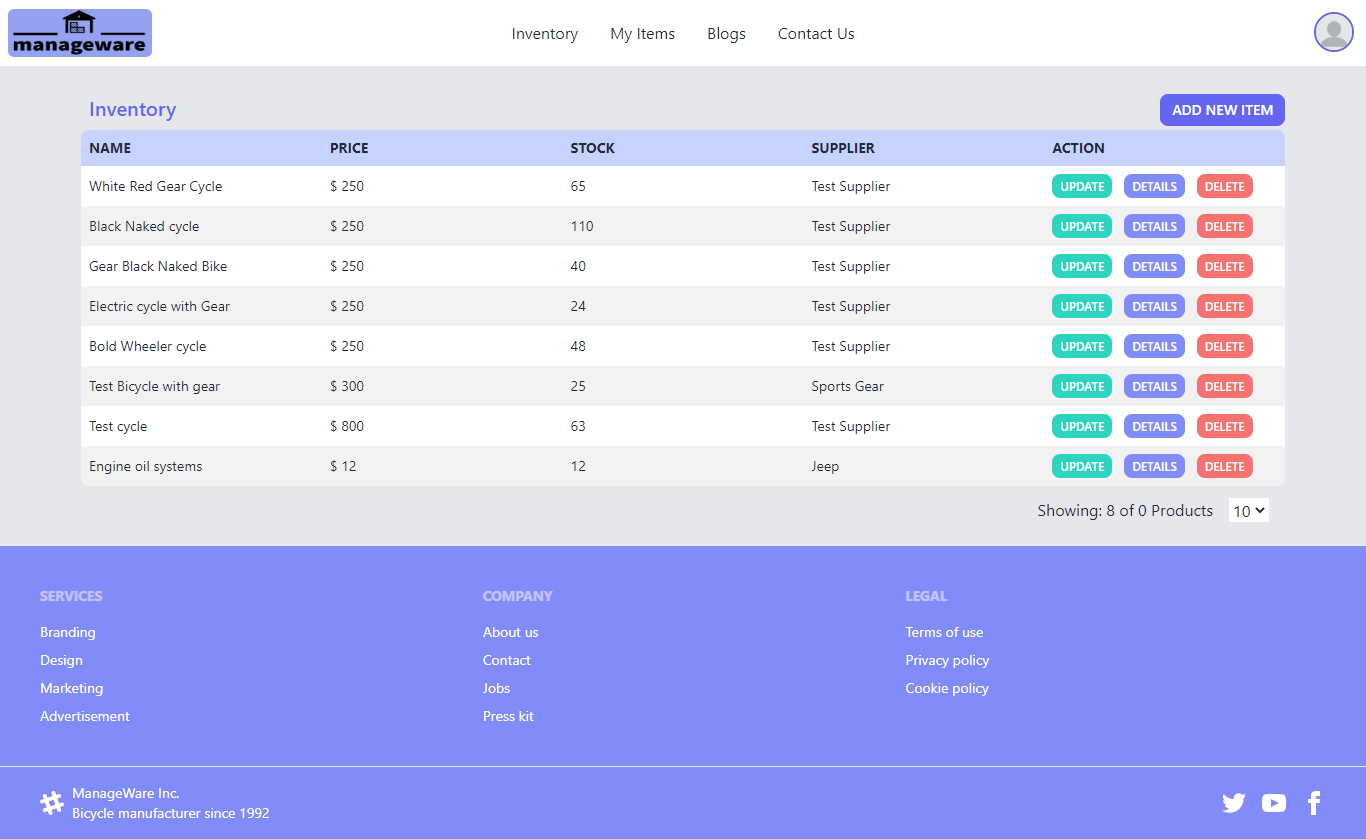 manageware
Inventory My Items Blogs Contact Us
Inventory
ADD NEW ITEM
NAME PRICE STOCK SUPPLIER ACTION
White Red Gear Cycle $ 250 65 Test Supplier UPDATE DETAILS DELETE
Black Naked cycle $ 250 110 Test Supplier UPDATE DETAILS DELETE
Gear Black Naked Bike $ 250 40 Test Supplier UPDATE DETAILS DELETE
Electric cycle with Gear $ 250 24 Test Supplier UPDATE DETAILS DELETE
Bold Wheeler cycle $ 250 48 Test Supplier UPDATE DETAILS DELETE
Test Bicycle with gear $ 300 25 Sports Gear UPDATE DETAILS DELETE
Test cycle $ 800 63 Test Supplier UPDATE DETAILS DELETE
Engine oil systems $ 12 12 Jeep UPDATE DETAILS DELETE
Showing: 8 of 0 Products 10
SERVICES
Branding
Design
Marketing
Advertisement
COMPANY
About us
Contact
Jobs
Press kit
LEGAL
Terms of use
Privacy policy
Cookie policy
ManageWare Inc.
Bicycle manufacturer since 1992